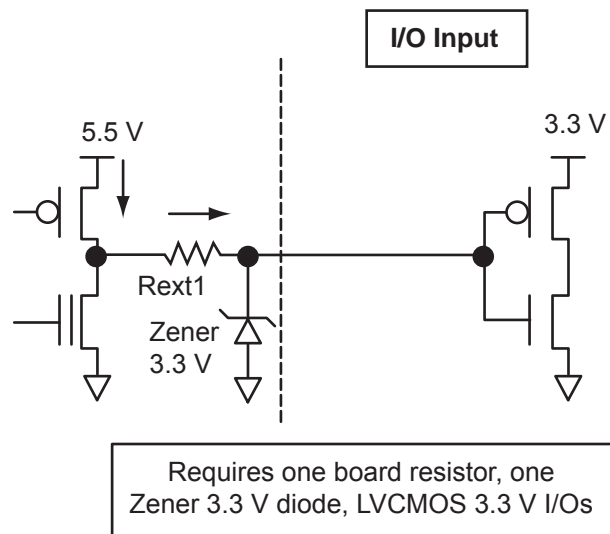 I/O Input
5.5 V
3.3 V
Rext1
Zener
3.3 V
Requires one board resistor, one
Zener 3.3 V diode, LVCMOS 3.3 V I/Os